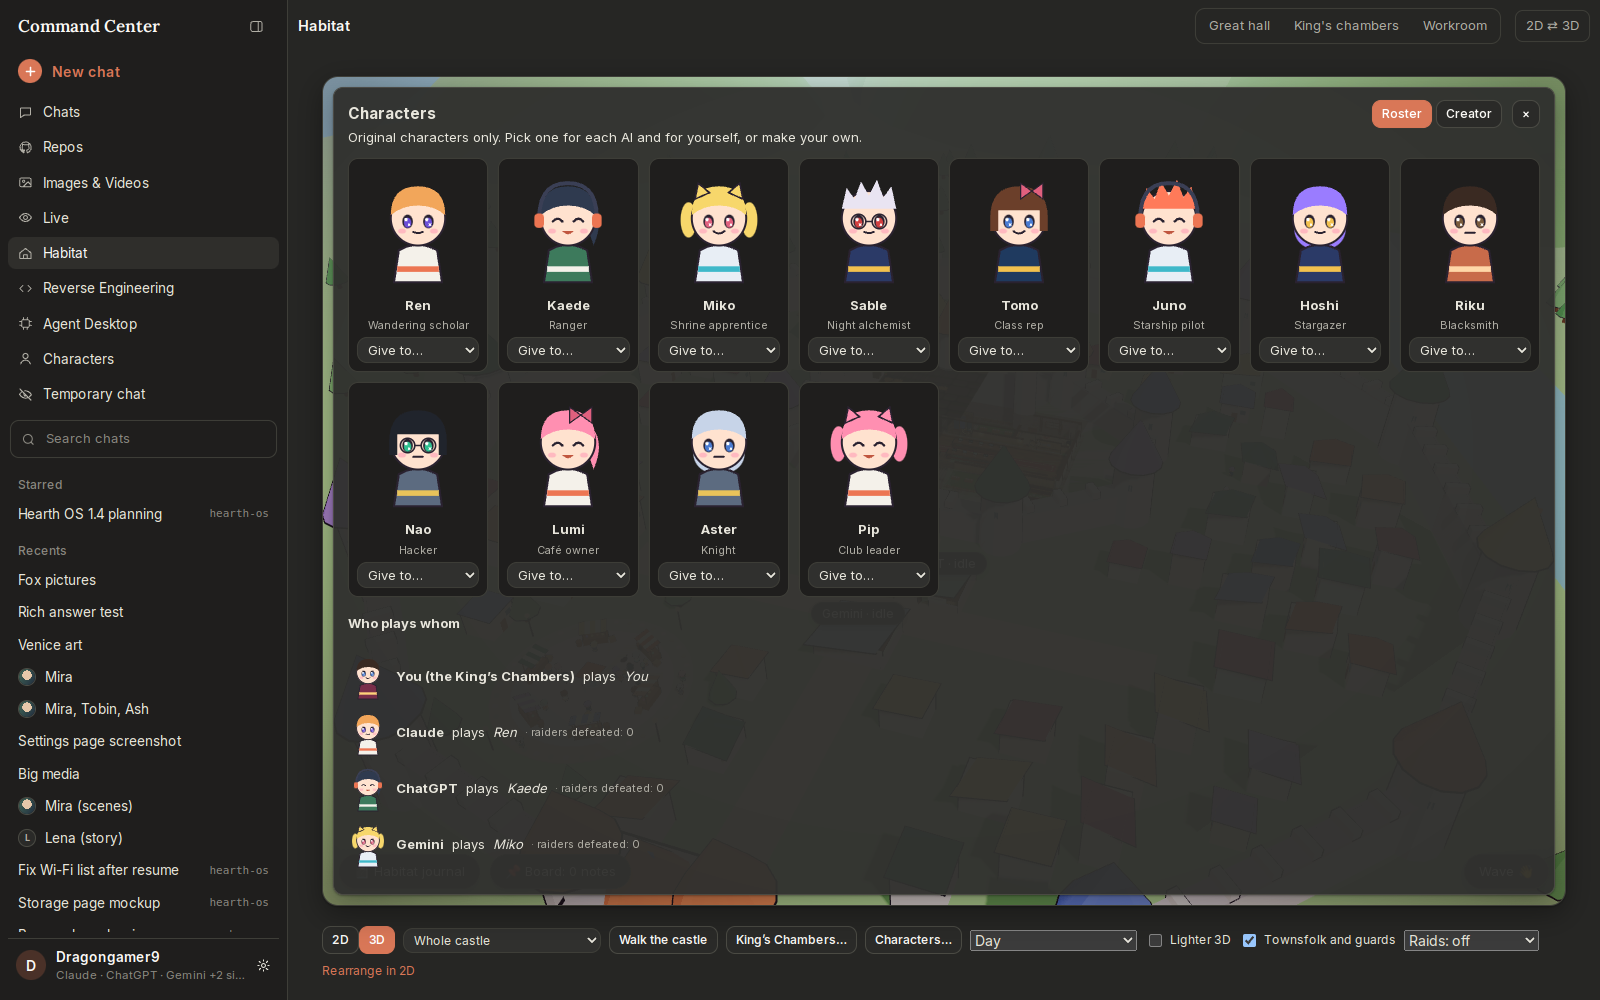 Command Center
New chat
Chats
Repos
Images & Videos
Live
Habitat
Reverse Engineering
Agent Desktop
Characters
Temporary chat
Search chats
Starred
Hearth OS 1.4 planning hearth-os
Recents
Fox pictures
Rich answer test
Venice art
Mira
Mira, Tobin, Ash
Settings page screenshot
Big media
Mira (scenes)
L Lena (story)
Fix Wi-Fi list after resume hearth-os
Storage page mockup hearth-os
D Dragongamer9
Claude · ChatGPT · Gemini +2 si...
Habitat
Great hall King's chambers Workroom 2D ⇄ 3D
Characters
Roster Creator ×
Original characters only. Pick one for each AI and for yourself, or make your own.
Ren Kaede Miko Sable Tomo Juno Hoshi Riku
Wandering scholar Ranger Shrine apprentice Night alchemist Class rep Starship pilot Stargazer Blacksmith
Give to... Give to... Give to... Give to... Give to... Give to... Give to... Give to...
Nao Lumi Aster Pip
Hacker Café owner Knight Club leader
Give to... Give to... Give to... Give to...
idle
Gemini · idle
Who plays whom
You (the King's Chambers) plays You
Claude plays Ren · raiders defeated: 0
ChatGPT plays Kaede · raiders defeated: 0
Gemini plays Miko · raiders defeated: 0
Habitat journal Board: 0 notes Wave
2D 3D Whole castle Walk the castle King's Chambers... Characters... Day Lighter 3D Townsfolk and guards Raids: off
Rearrange in 2D